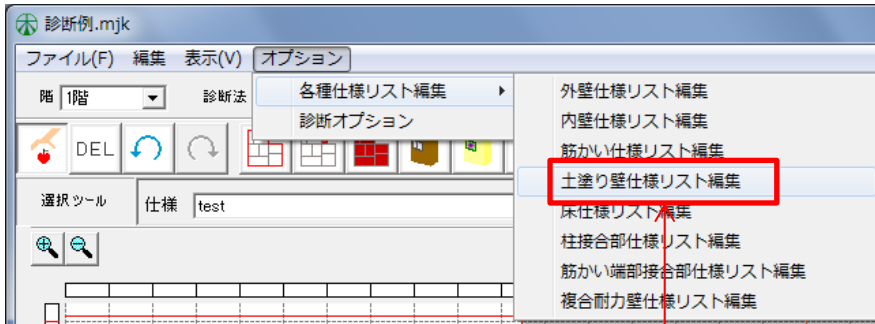 診断例.mjk
ファイル(F) 編集 表示(V) オプション
階 1階 診断法
各種仕様リスト編集
診断オプション
外壁仕様リスト編集
内壁仕様リスト編集
筋かい仕様リスト編集
土塗り壁仕様リスト編集
床仕様リスト編集
柱接合部仕様リスト編集
筋かい端部接合部仕様リスト編集
複合耐力壁仕様リスト編集
DEL
選択ツール 仕様 test